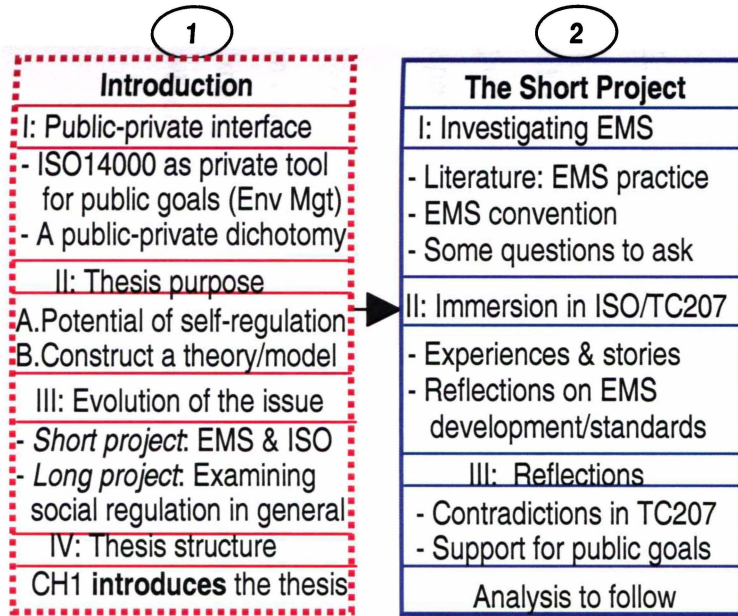 1
Introduction
I: Public-private interface
- ISO14000 as private tool
for public goals (Env Mgt)
- A public-private dichotomy
II: Thesis purpose
A.Potential of self-regulation
B.Construct a theory/model
III: Evolution of the issue
- Short project: EMS & ISO
- Long project: Examining
social regulation in general
IV: Thesis structure
CH1 introduces the thesis
2
The Short Project
I: Investigating EMS
- Literature: EMS practice
- EMS convention
- Some questions to ask
II: Immersion in ISO/TC207
- Experiences & stories
- Reflections on EMS
development/standards
III: Reflections
- Contradictions in TC207
- Support for public goals
Analysis to follow